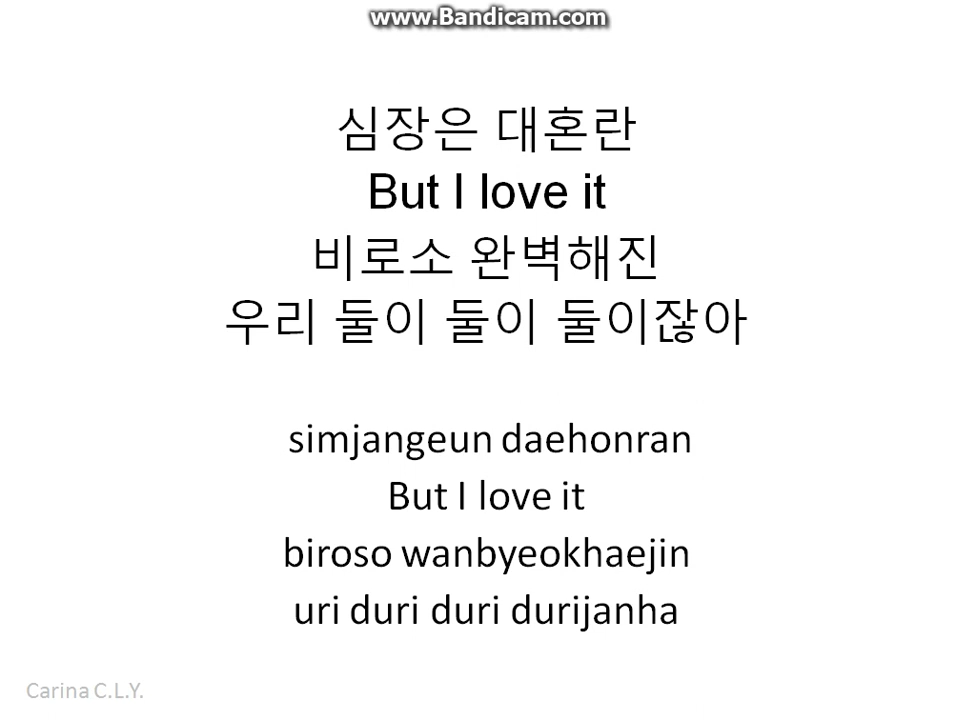 www.Bandicam.com
심장은 대혼란
But I love it
비로소 완벽해진
우리 둘이 둘이 둘이잖아
simjangeun daehonran
But I love it
biroso wanbyeokhaejin
uri duri duri durijanha
Carina C.L.Y.